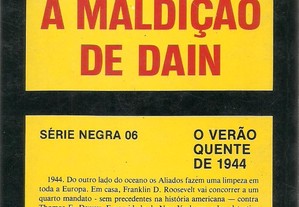 A MALDIÇÃO
DE DAIN
SÉRIE NEGRA 06
O VERÃO
QUENTE
DE 1944
1944. Do outro lado do oceano os Aliados fazem uma limpeza em
toda a Europa. Em casa, Franklin D. Roosevelt vai concorrer a um
quarto mandato - sem precedentes na história americana — contra